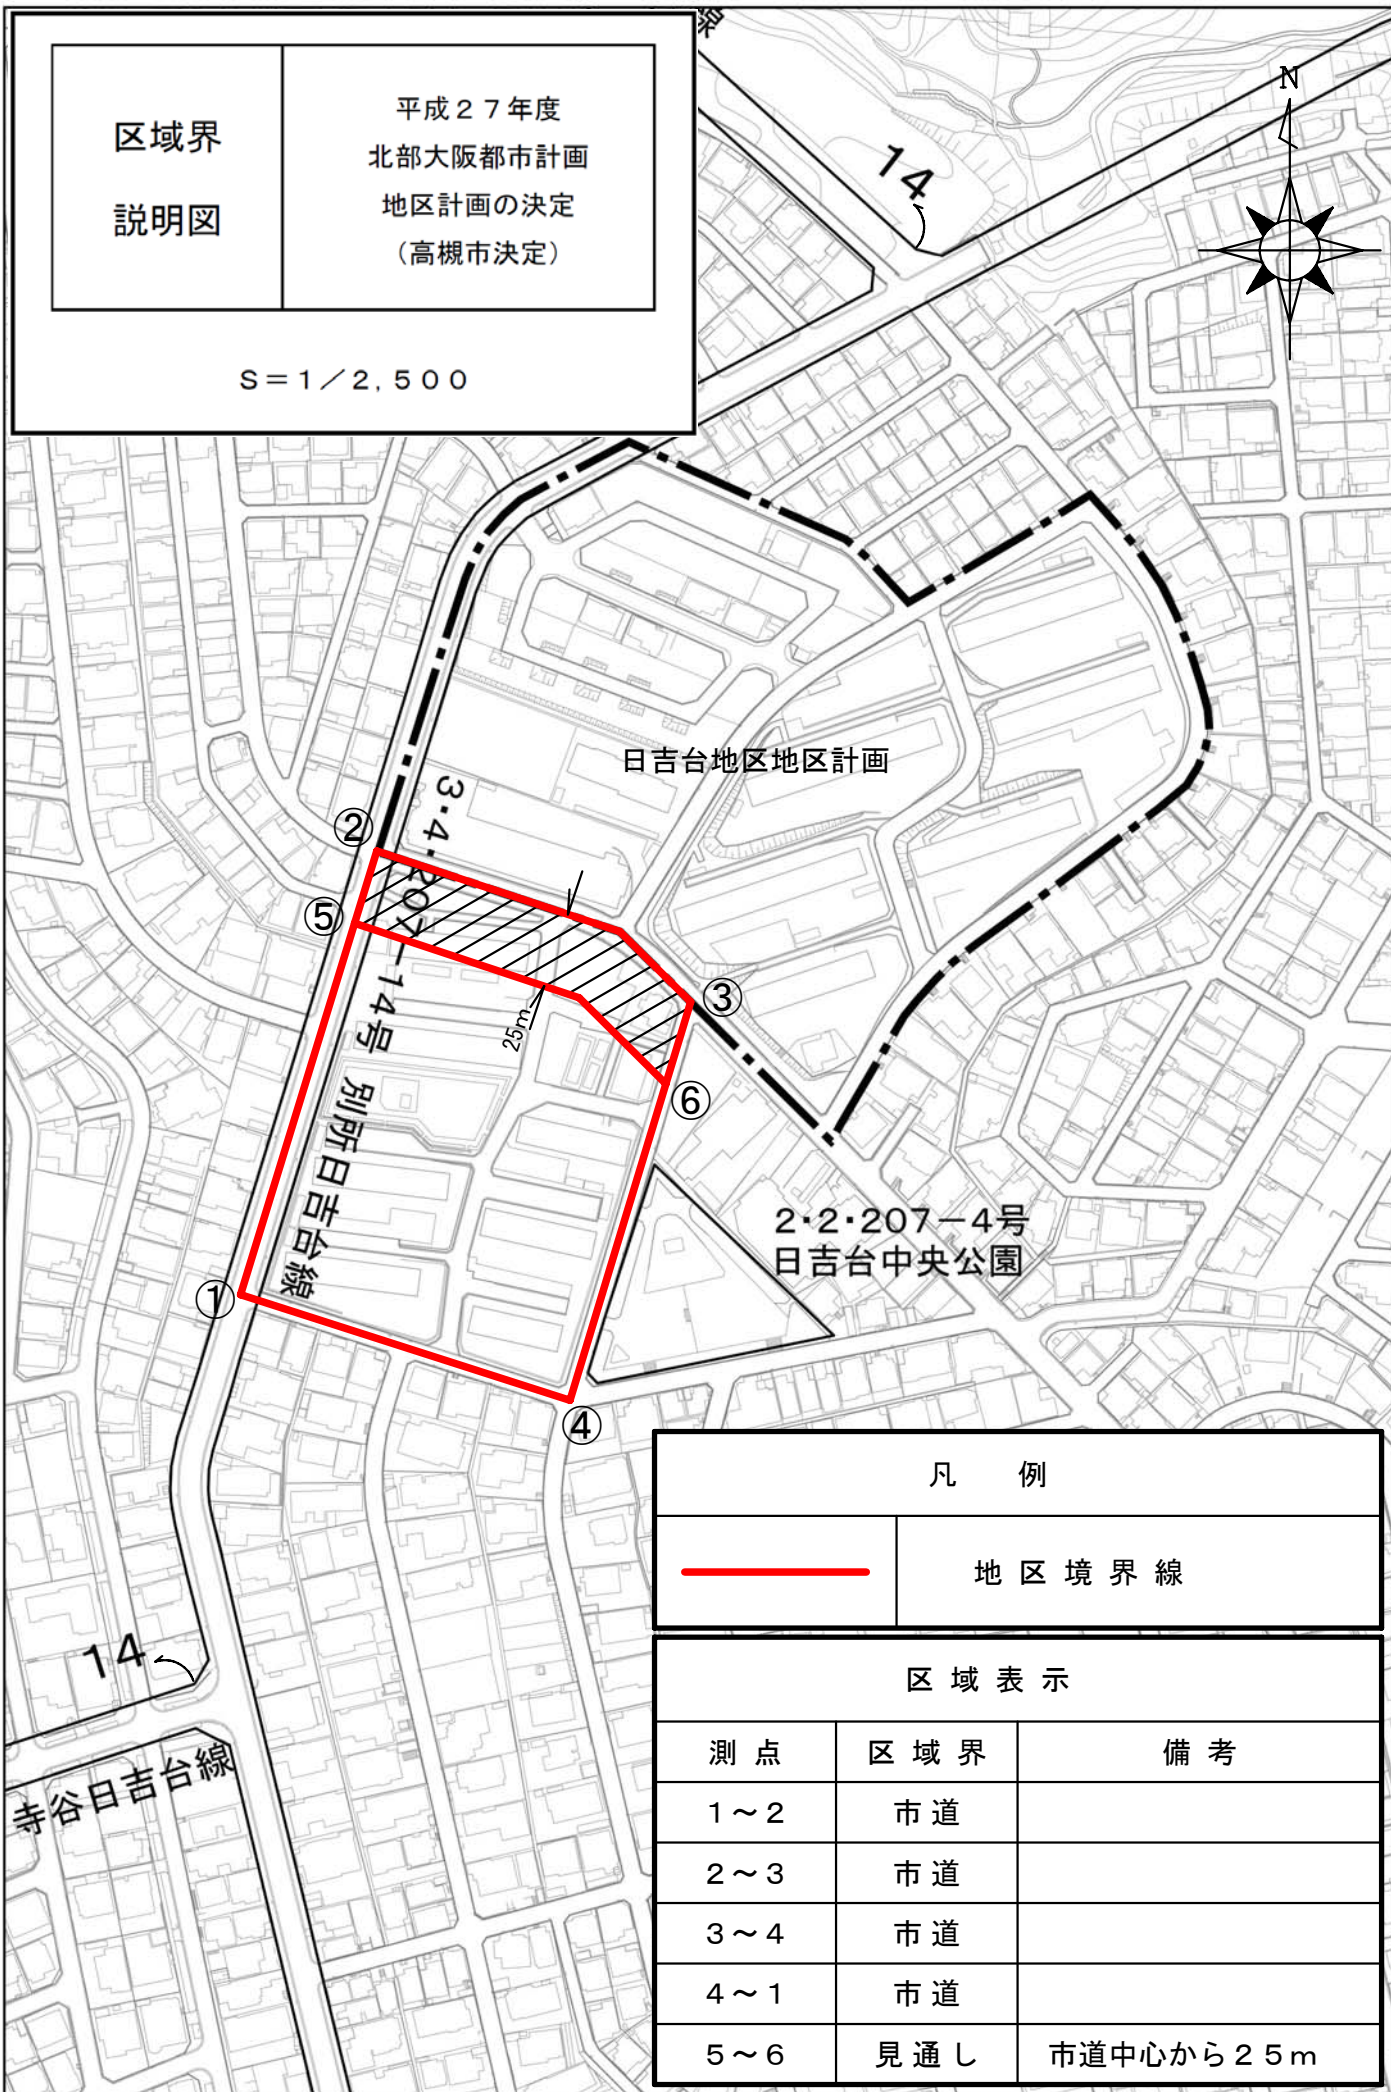 区域界
説明図
平成２７年度
北部大阪都市計画
地区計画の決定
（高槻市決定）
Ｓ＝１／２，５００
線
14
N
日吉台地区地区計画
3・4・207－14号 別所日吉台線
②
⑤
③
25m
⑥
2・2・207－4号
日吉台中央公園
①
④
14
寺谷日吉台線
凡 例
地区境界線
区域表示
測点 区域界 備考
１～２ 市道
２～３ 市道
３～４ 市道
４～１ 市道
５～６ 見通し 市道中心から２５ｍ